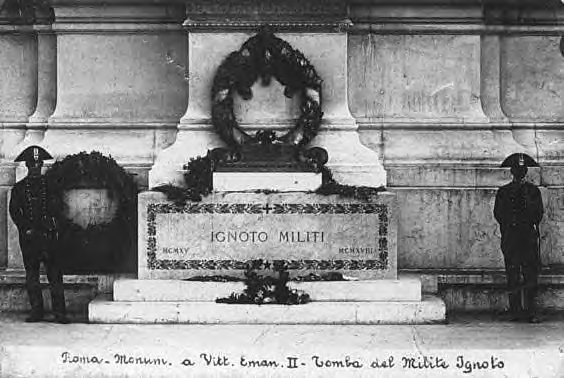 IGNOTO MILITI
MCMXV MCMXVIII
Roma - Monum. a Vitt. Eman. II - Tomba del Milite Ignoto